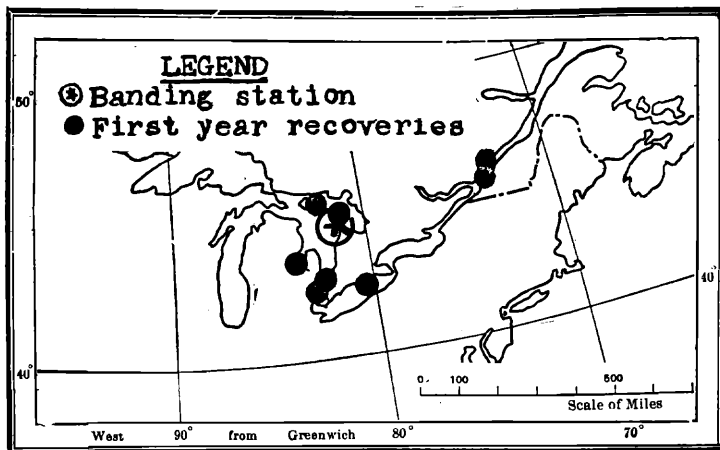 LEGEND
Banding station
First year recoveries
50°
40°
40°
0 100 500
Scale of Miles
West 90° from Greenwich 80° 70°